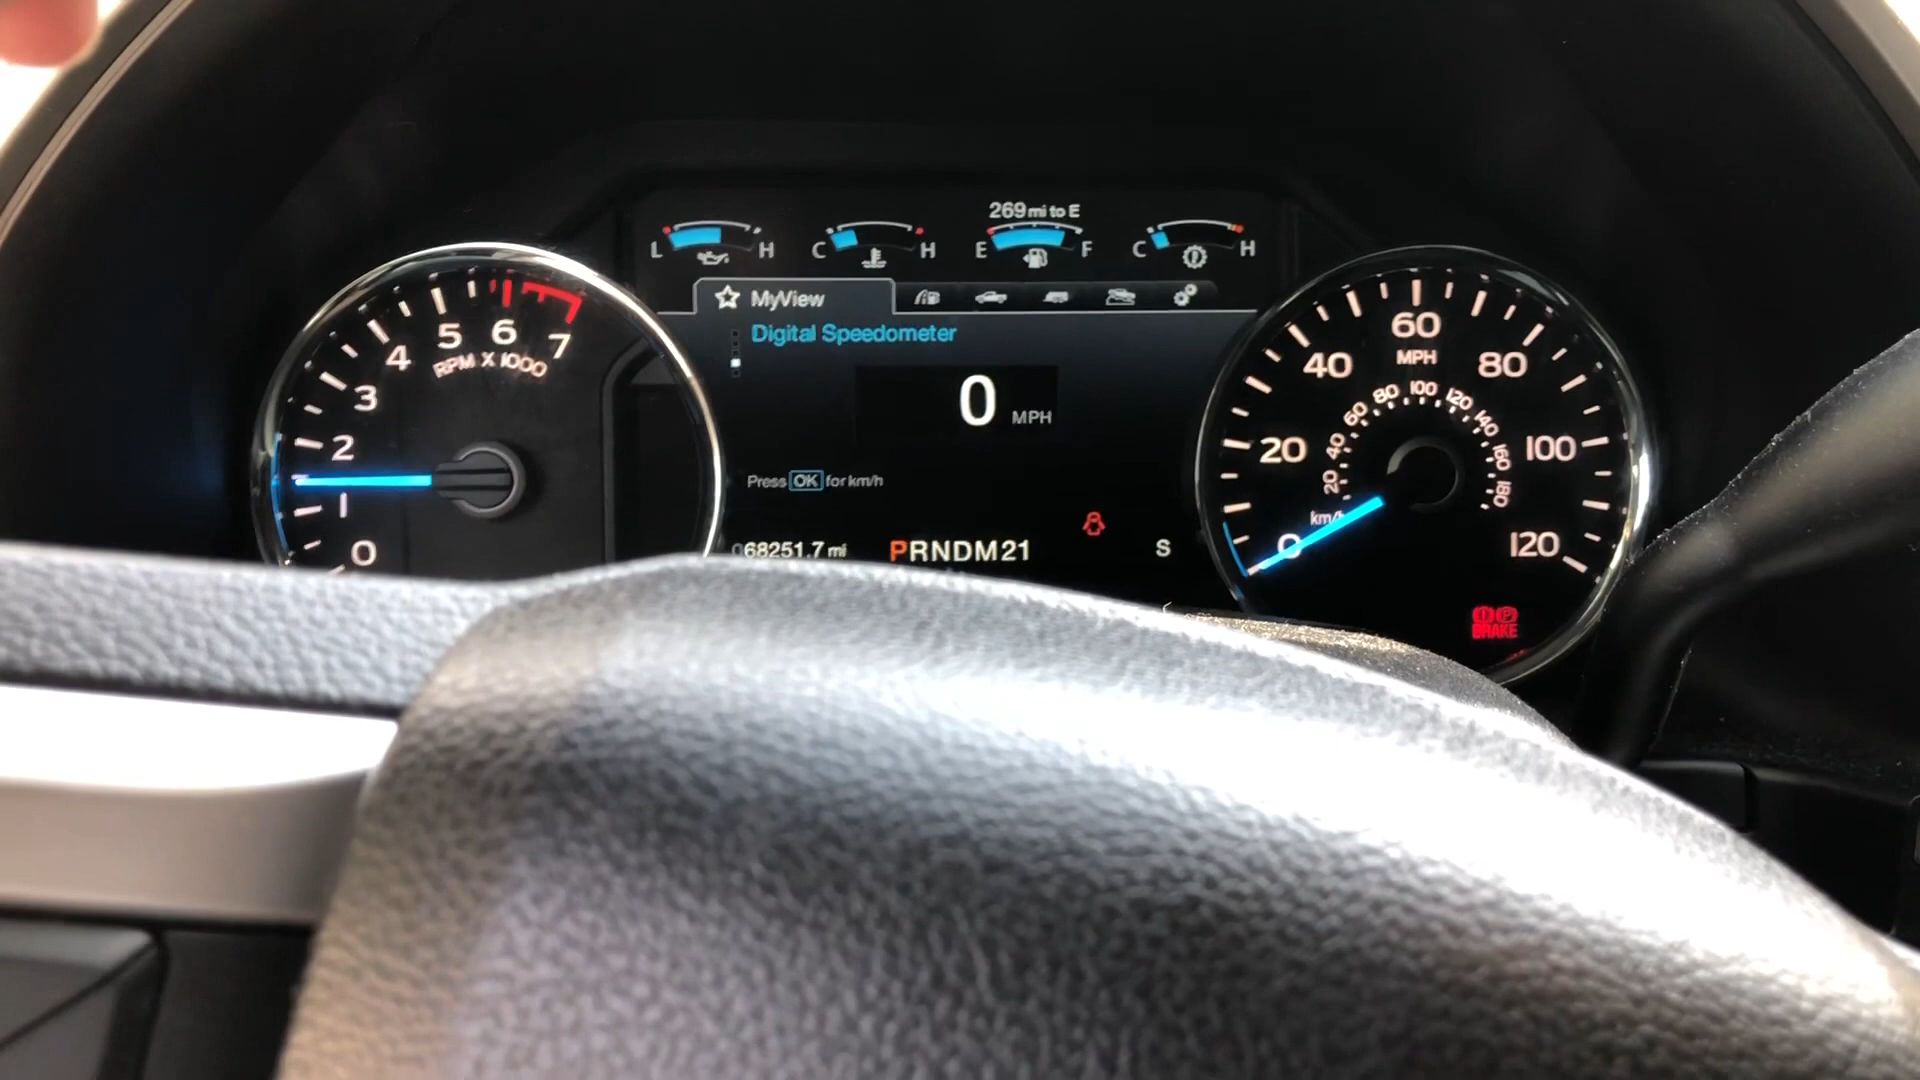 269 mi to E
L H C H E F C H
MyView
Digital Speedometer
0 MPH
Press OK for km/h
068251.7 mi PRNDM21 S
0 1 2 3 4 5 6 7
RPM X 1000
0 20 40 60 80 100 120
MPH
20 40 60 80 100 120 140 160 180
km/h
BRAKE